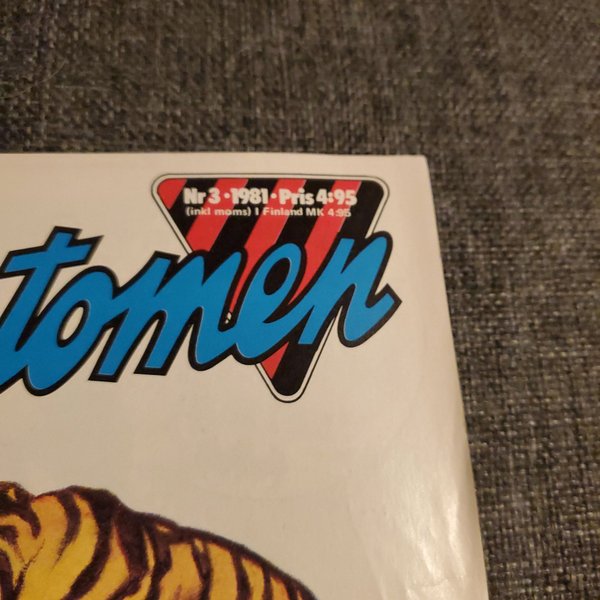 Nr 3 • 1981 • Pris 4:95
(inkl moms) I Finland MK 4:95
tomen